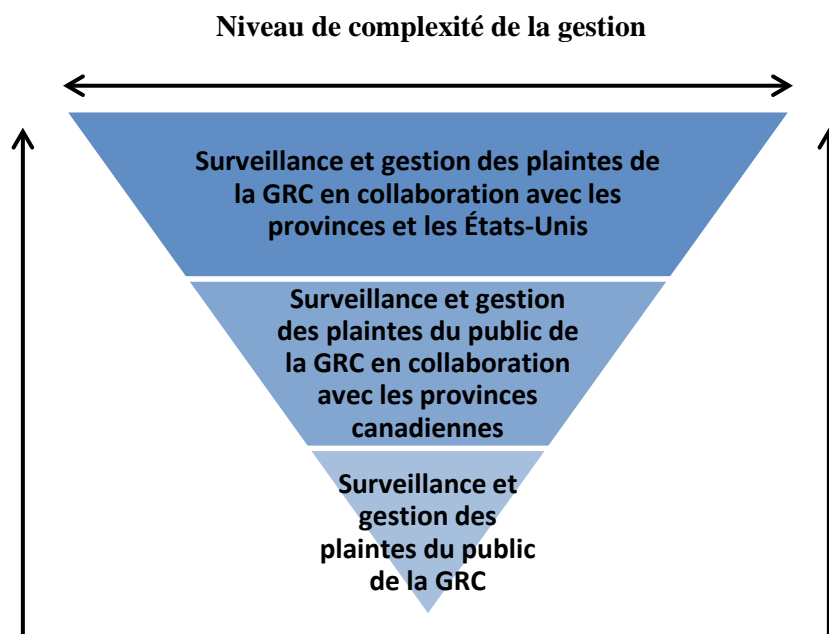 Niveau de complexité de la gestion
Surveillance et gestion des plaintes de
la GRC en collaboration avec les
provinces et les États-Unis
Surveillance et gestion
des plaintes du public de
la GRC en collaboration
avec les provinces
canadiennes
Surveillance et
gestion des
plaintes du public
de la GRC